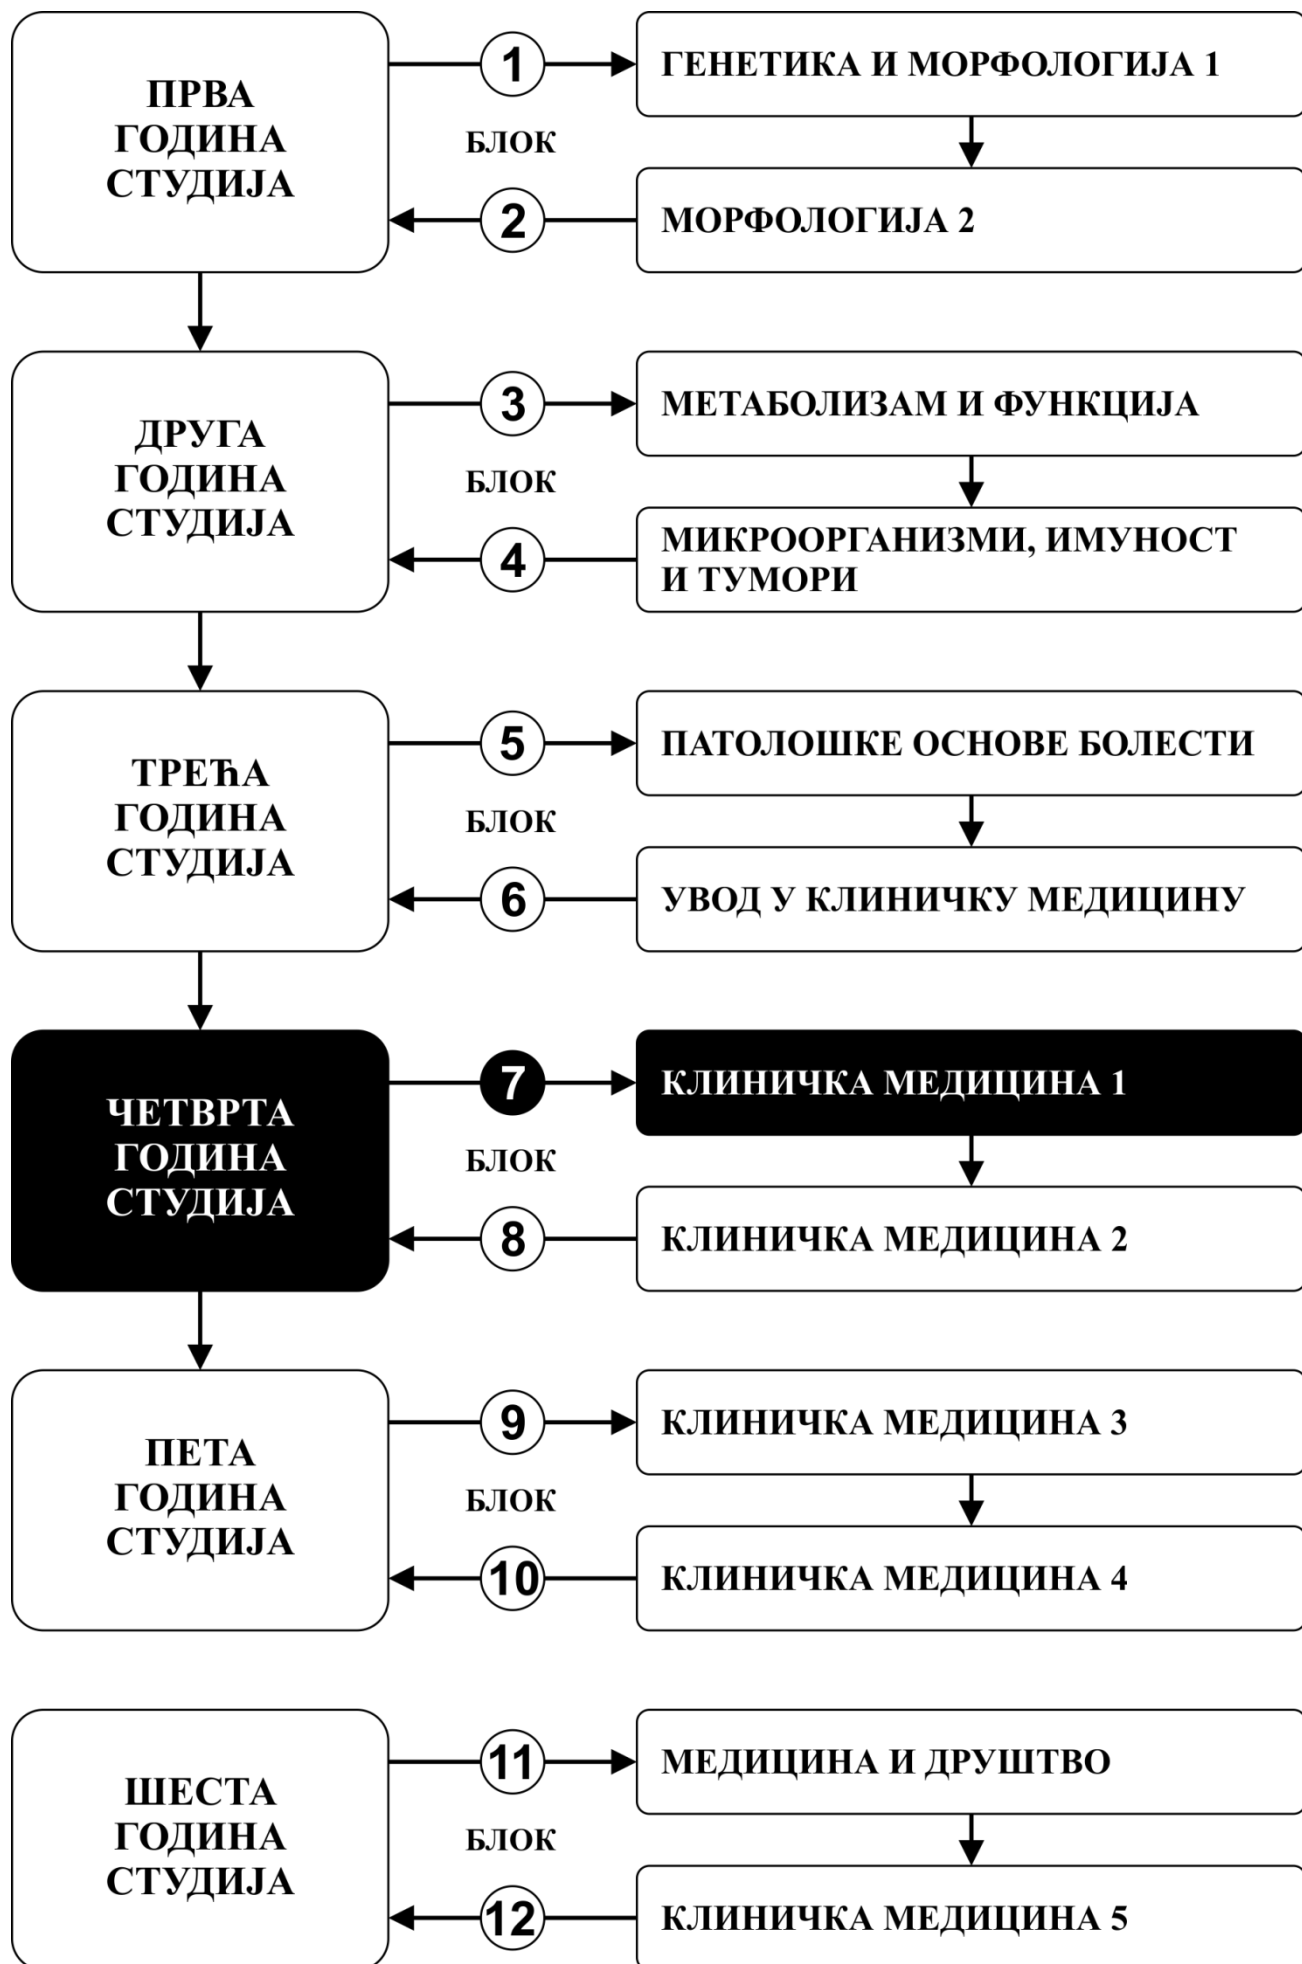 ПРВА
ГОДИНА
СТУДИЈА
1
БЛОК
2
ГЕНЕТИКА И МОРФОЛОГИЈА 1
МОРФОЛОГИЈА 2
ДРУГА
ГОДИНА
СТУДИЈА
3
БЛОК
4
МЕТАБОЛИЗАМ И ФУНКЦИЈА
МИКРООРГАНИЗМИ, ИМУНОСТ
И ТУМОРИ
ТРЕЋА
ГОДИНА
СТУДИЈА
5
БЛОК
6
ПАТОЛОШКЕ ОСНОВЕ БОЛЕСТИ
УВОД У КЛИНИЧКУ МЕДИЦИНУ
ЧЕТВРТА
ГОДИНА
СТУДИЈА
7
БЛОК
8
КЛИНИЧКА МЕДИЦИНА 1
КЛИНИЧКА МЕДИЦИНА 2
ПЕТА
ГОДИНА
СТУДИЈА
9
БЛОК
10
КЛИНИЧКА МЕДИЦИНА 3
КЛИНИЧКА МЕДИЦИНА 4
ШЕСТА
ГОДИНА
СТУДИЈА
11
БЛОК
12
МЕДИЦИНА И ДРУШТВО
КЛИНИЧКА МЕДИЦИНА 5